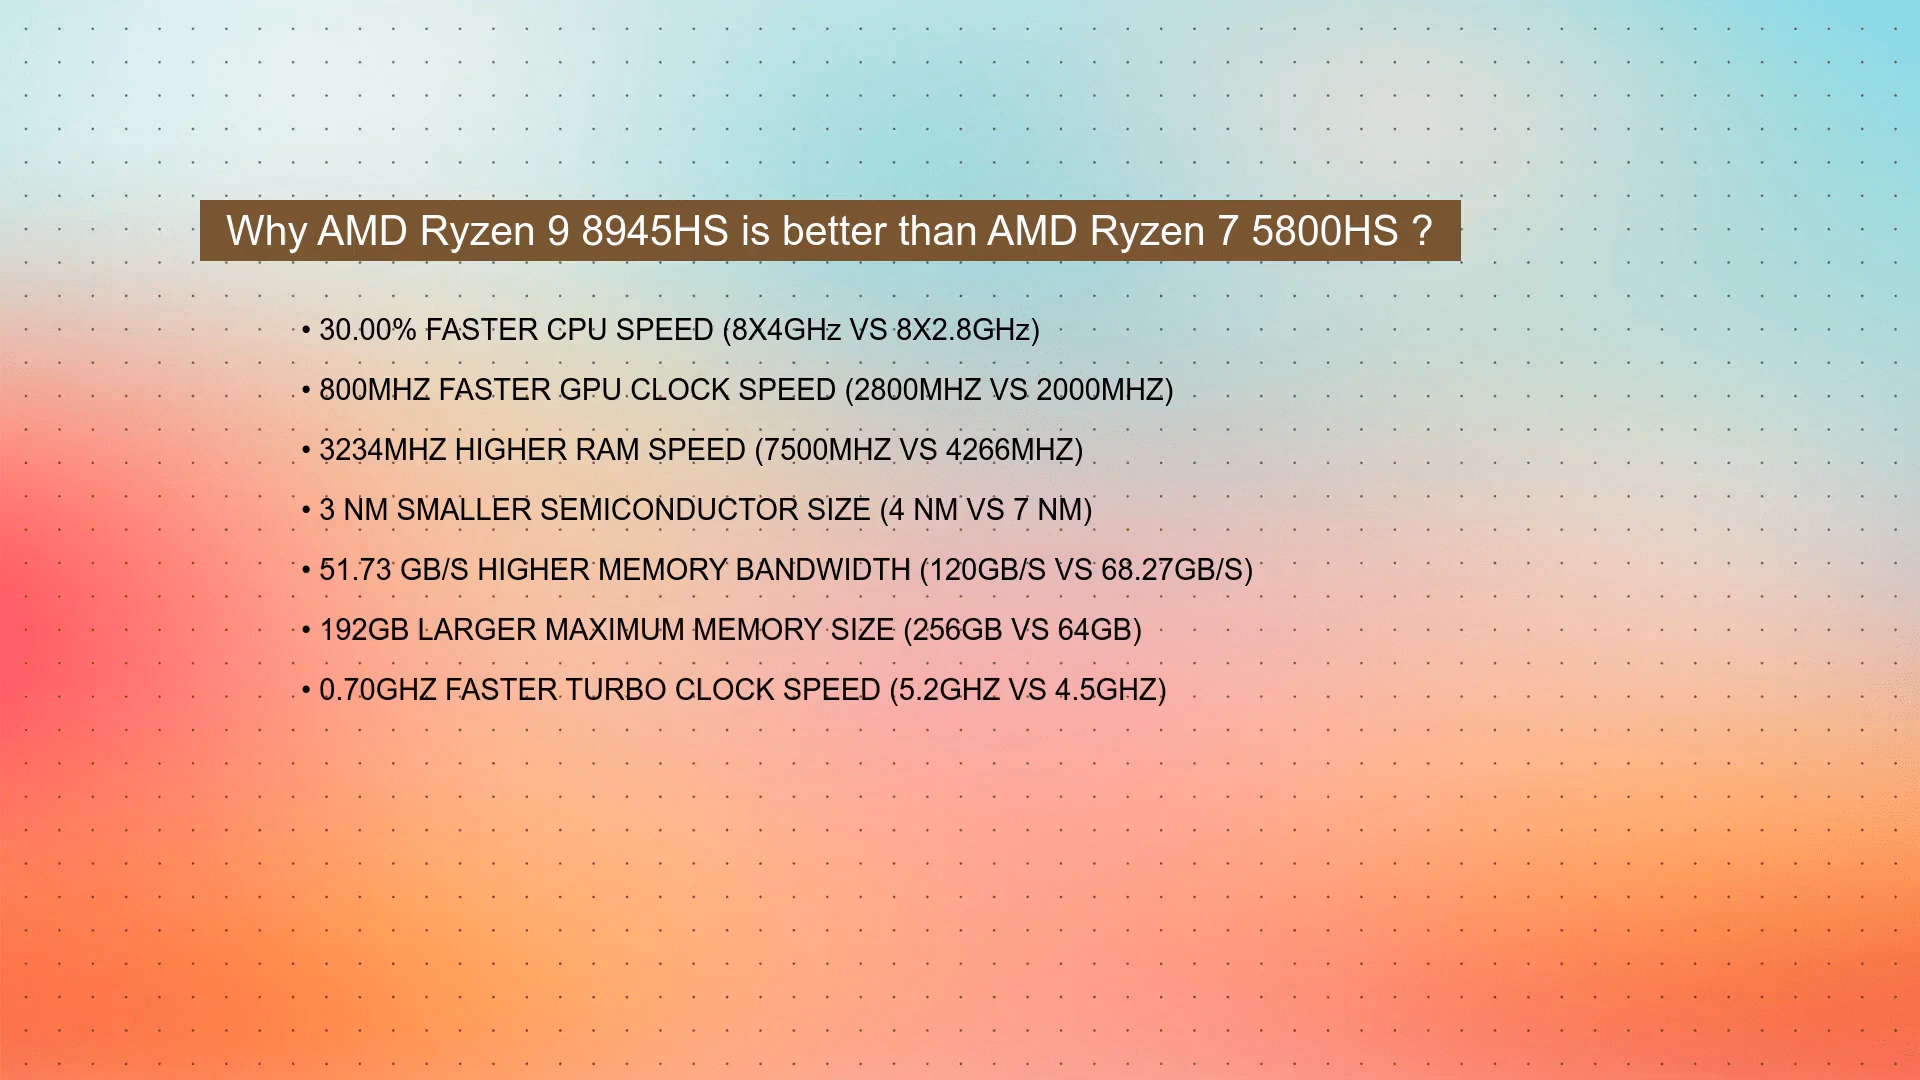 Why AMD Ryzen 9 8945HS is better than AMD Ryzen 7 5800HS ?
• 30.00% FASTER CPU SPEED (8X4GHz VS 8X2.8GHz)
• 800MHZ FASTER GPU CLOCK SPEED (2800MHZ VS 2000MHZ)
• 3234MHZ HIGHER RAM SPEED (7500MHZ VS 4266MHZ)
• 3 NM SMALLER SEMICONDUCTOR SIZE (4 NM VS 7 NM)
• 51.73 GB/S HIGHER MEMORY BANDWIDTH (120GB/S VS 68.27GB/S)
• 192GB LARGER MAXIMUM MEMORY SIZE (256GB VS 64GB)
• 0.70GHZ FASTER TURBO CLOCK SPEED (5.2GHZ VS 4.5GHZ)